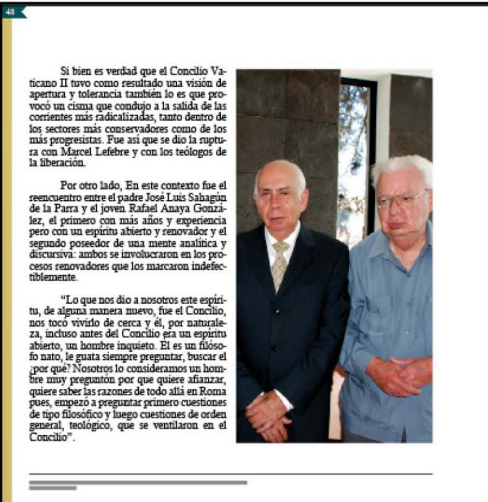 48
Si bien es verdad que el Concilio Va-
ticano II tuvo como resultado una visión de
apertura y tolerancia también lo es que pro-
vocó un cisma que condujo a la salida de las
corrientes más radicalizadas, tanto dentro de
los sectores más conservadores como de los
más progresistas. Fue así que se dio la ruptu-
ra con Marcel Lefebre y con los teólogos de
la liberación.
Por otro lado, En este contexto fue el
reencuentro entre el padre José Luis Sahagún
de la Parra y el joven Rafael Anaya Gonzá-
lez, el primero con más años y experiencia
pero con un espíritu abierto y renovador y el
segundo poseedor de una mente analítica y
discursiva: ambos se involucraron en los pro-
cesos renovadores que los marcaron indefec-
tiblemente.
“Lo que nos dio a nosotros este espíri-
tu, de alguna manera nuevo, fue el Concilio,
nos tocó vivirlo de cerca y él, por naturale-
za, incluso antes del Concilio era un espíritu
abierto, un hombre inquieto. Él es un filóso-
fo nato, le guata siempre preguntar, buscar el
¿por qué? Nosotros lo consideramos un hom-
bre muy preguntón por que quiere afianzar,
quiere saber las razones de todo allá en Roma
pues, empezó a preguntar primero cuestiones
de tipo filosófico y luego cuestiones de orden
general, teológico, que se ventilaron en el
Concilio”.